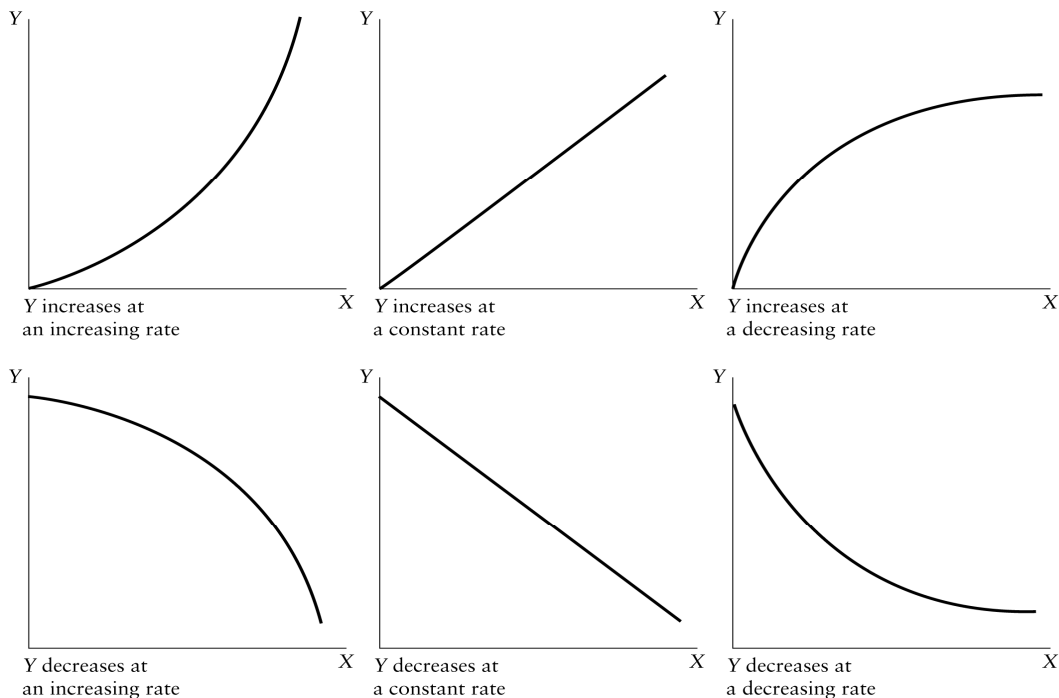 Y
X
Y increases at
an increasing rate
Y
X
Y increases at
a constant rate
Y
X
Y increases at
a decreasing rate
Y
X
Y decreases at
an increasing rate
Y
X
Y decreases at
a constant rate
Y
X
Y decreases at
a decreasing rate